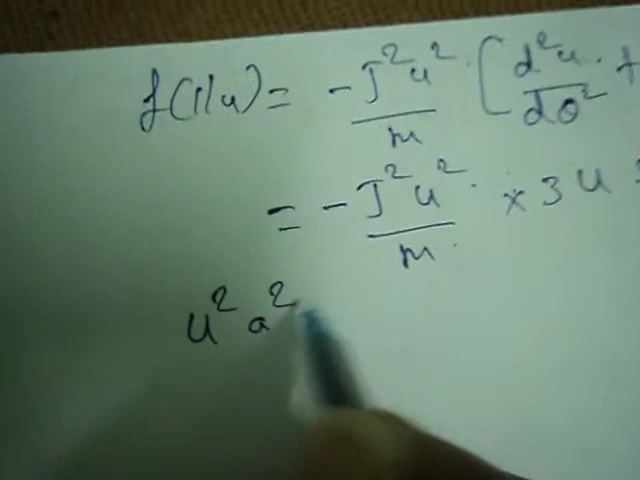 f(1/u) = -J²u²/m · [d²u/dθ² +
= -J²u²/m · × 3u
u²a²